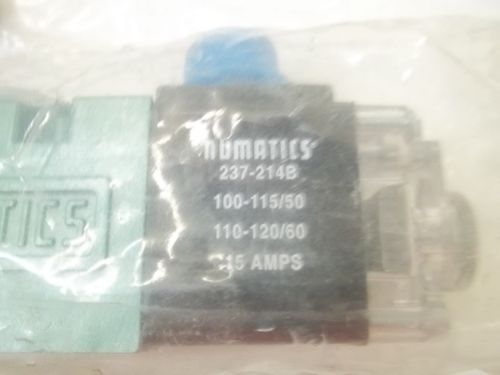 NUMATICS
237-214B
100-115/50
110-120/60
.15 AMPS
TICS